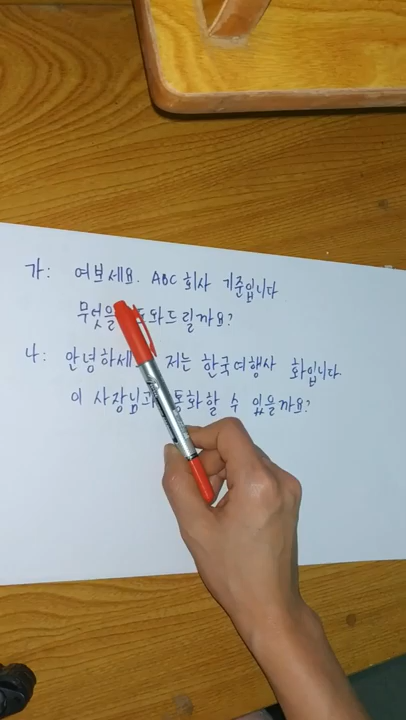 가: 여보세요. ABC 회사 기준입니다
무엇을 도와드릴까요?
나: 안녕하세 저는 한국여행사 화입니다
이 사장님과 통화할 수 있을까요?